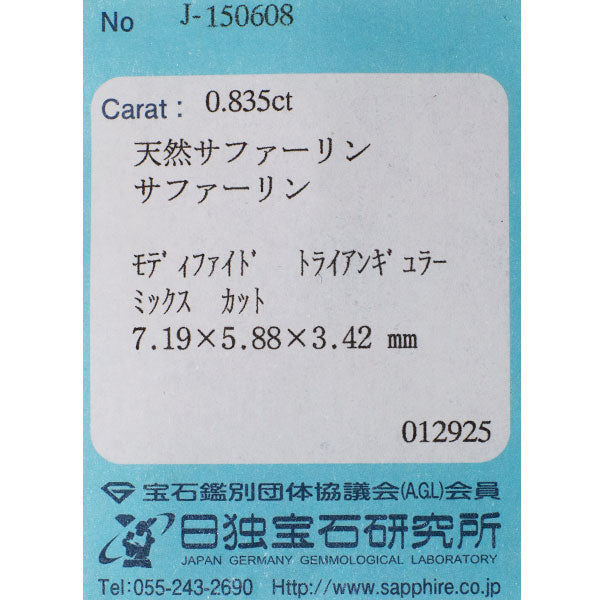 No J-150608
Carat : 0.835ct
天然サファーリン
サファーリン
ﾓﾃﾞｨﾌｧｲﾄﾞ ﾄﾗｲｱﾝｷﾞｭﾗｰ
ﾐｯｸｽ ｶｯﾄ
7.19×5.88×3.42 mm
012925
宝石鑑別団体協議会(A.G.L)会員
日独宝石研究所
JAPAN GERMANY GEMMOLOGICAL LABORATORY
Tel:055-243-2690 Http://www.sapphire.co.jp